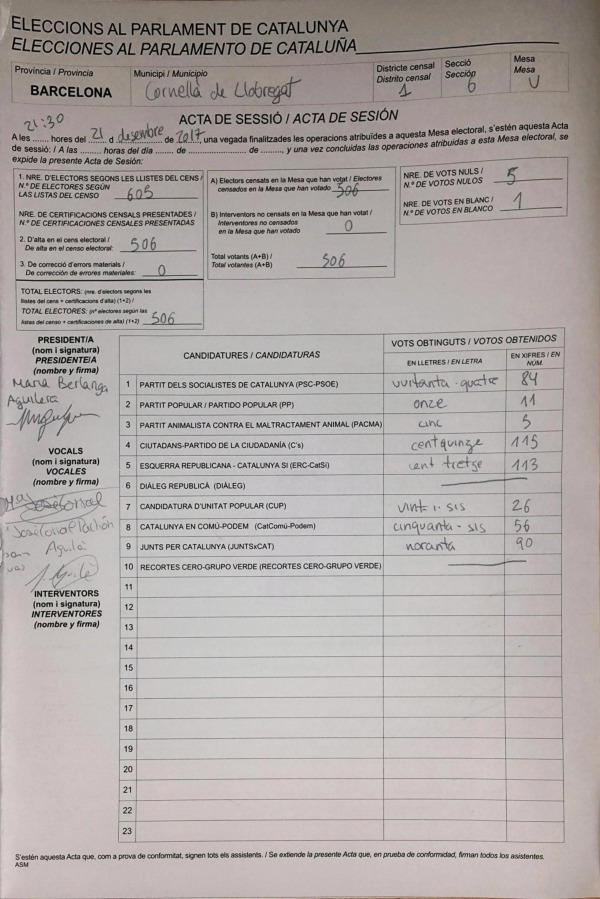 ELECCIONS AL PARLAMENT DE CATALUNYA
ELECCIONES AL PARLAMENTO DE CATALUÑA
Provincia / Provincia Municipi / Municipio Districte censal Secció Mesa
Distrito censal Sección Mesa
BARCELONA Cornellà de Llobregat 1 6 U
ACTA DE SESSIÓ / ACTA DE SESIÓN
21:30
A les ....... hores del 21 d desembre de 2017, una vegada finalitzades les operacions atribuïdes a aquesta Mesa electoral, s'estén aquesta Acta
de sessió: / A las ......... horas del día ....... de ............... de ........, y una vez concluidas las operaciones atribuidas a esta Mesa electoral, se
expide la presente Acta de Sesión:
1. NRE. D'ELECTORS SEGONS LES LLISTES DEL CENS /
N.º DE ELECTORES SEGÚN
LAS LISTAS DEL CENSO 605
NRE. DE CERTIFICACIONS CENSALS PRESENTADES /
N.º DE CERTIFICACIONES CENSALES PRESENTADAS
2. D'alta en el cens electoral /
De alta en el censo electoral: 506
3. De correcció d'errors materials /
De corrección de errores materiales: 0
TOTAL ELECTORS: (nre. d'electors segons les
llistes del cens + certificacions d'alta) (1+2) /
TOTAL ELECTORES: (nº electores según las
listas del censo + certificaciones de alta) (1+2) 506
A) Electors censats en la Mesa que han votat / Electores
censados en la Mesa que han votado 506
B) Interventors no censats en la Mesa que han votat /
Interventores no censados
en la Mesa que han votado 0
Total votants (A+B) /
Total votantes (A+B) 506
NRE. DE VOTS NULS /
N.º DE VOTOS NULOS 5
NRE. DE VOTS EN BLANC /
N.º DE VOTOS EN BLANCO 1
PRESIDENT/A
(nom i signatura)
PRESIDENTE/A
(nombre y firma)
Maria Berlanga
Aguilera
VOCALS
(nom i signatura)
VOCALES
(nombre y firma)
Aguilà
INTERVENTORS
(nom i signatura)
INTERVENTORES
(nombre y firma)
CANDIDATURES / CANDIDATURAS VOTS OBTINGUTS / VOTOS OBTENIDOS
EN LLETRES / EN LETRA EN XIFRES / EN NÚM.
1 PARTIT DELS SOCIALISTES DE CATALUNYA (PSC-PSOE) vuitanta-quatre 84
2 PARTIT POPULAR / PARTIDO POPULAR (PP) onze 11
3 PARTIT ANIMALISTA CONTRA EL MALTRACTAMENT ANIMAL (PACMA) cinc 5
4 CIUTADANS-PARTIDO DE LA CIUDADANÍA (C's) cent quinze 115
5 ESQUERRA REPUBLICANA - CATALUNYA SI (ERC-CatSi) cent tretze 113
6 DIÀLEG REPUBLICÀ (DIÀLEG)
7 CANDIDATURA D'UNITAT POPULAR (CUP) vint-i-sis 26
8 CATALUNYA EN COMÚ-PODEM (CatComú-Podem) cinquanta-sis 56
9 JUNTS PER CATALUNYA (JUNTSxCAT) noranta 90
10 RECORTES CERO-GRUPO VERDE (RECORTES CERO-GRUPO VERDE)
11
12
13
14
15
16
17
18
19
20
21
22
23
S'estén aquesta Acta que, com a prova de conformitat, signen tots els assistents. / Se extiende la presente Acta que, en prueba de conformidad, firman todos los asistentes.
ASM